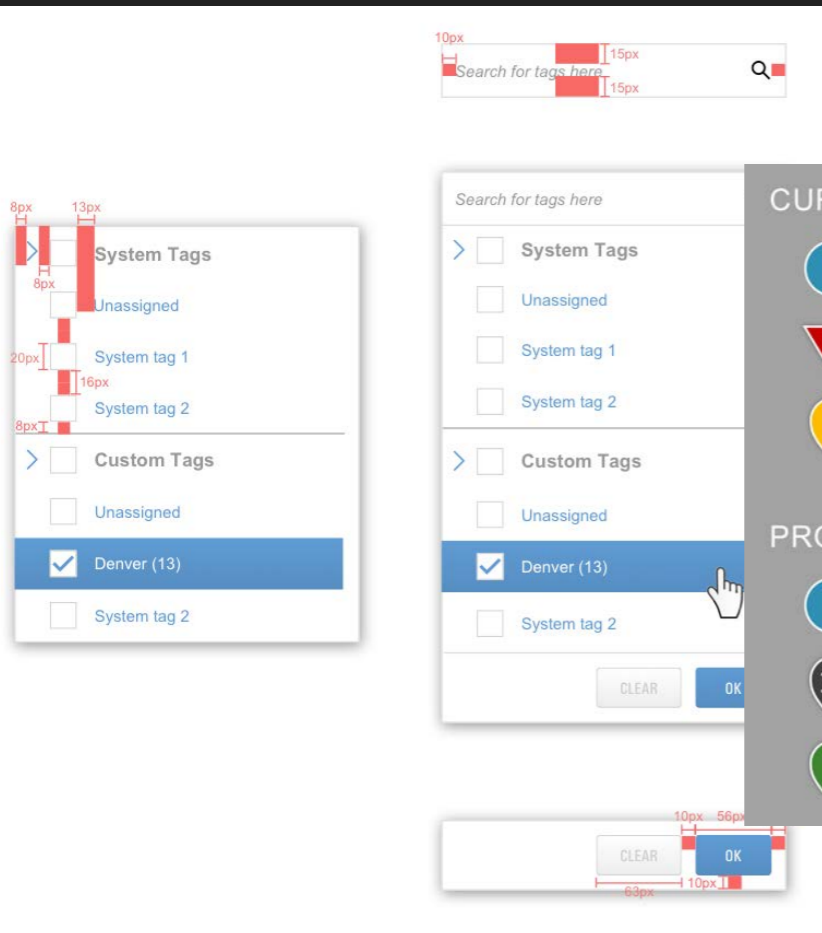 10px
Search for tags here
15px
15px
8px
13px
8px
System Tags
Unassigned
20px
System tag 1
16px
System tag 2
8px
Custom Tags
Unassigned
Denver (13)
System tag 2
Search for tags here
System Tags
Unassigned
System tag 1
System tag 2
Custom Tags
Unassigned
Denver (13)
System tag 2
CLEAR
OK
10px
56px
CLEAR
OK
63px
10px